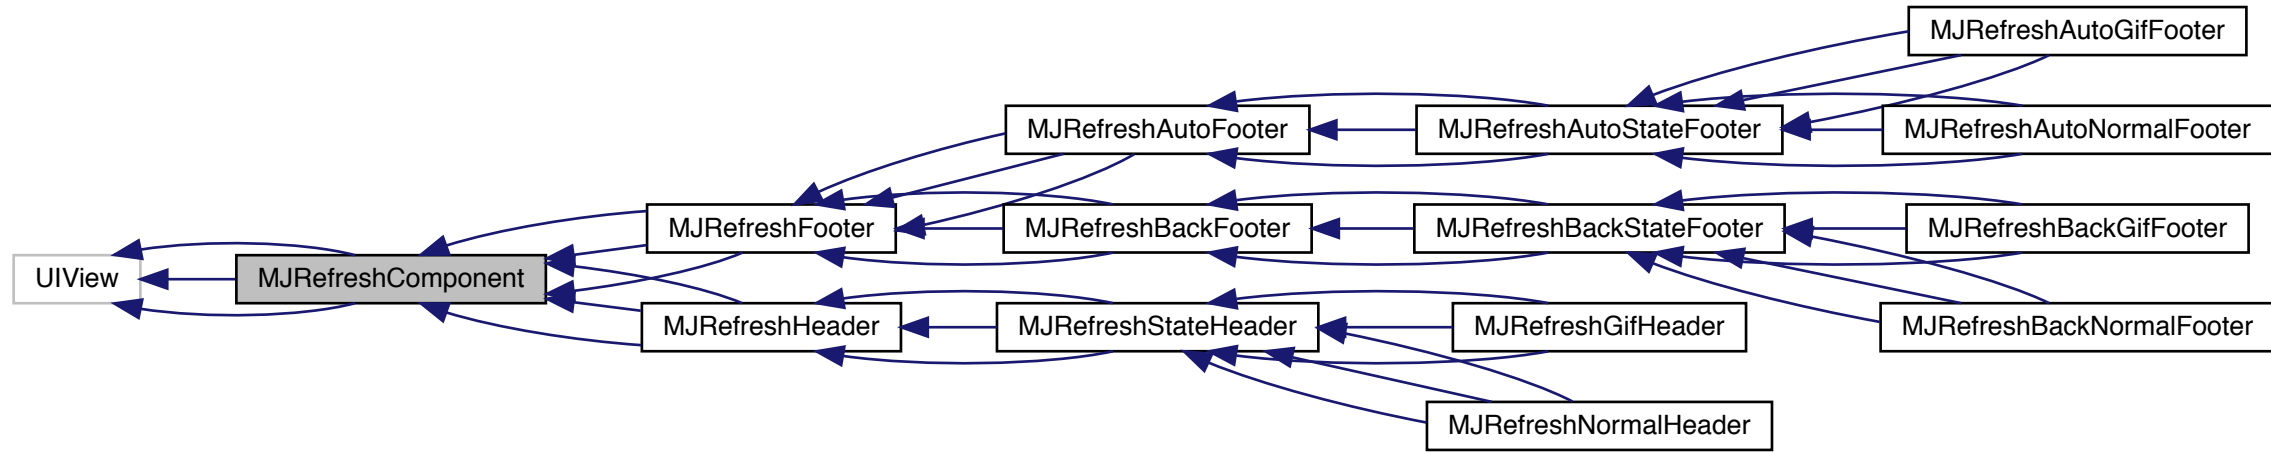 MJRefreshAutoGifFooter
MJRefreshAutoFooter
MJRefreshAutoStateFooter
MJRefreshAutoNormalFooter
MJRefreshFooter
MJRefreshBackFooter
MJRefreshBackStateFooter
MJRefreshBackGifFooter
UIView
MJRefreshComponent
MJRefreshHeader
MJRefreshStateHeader
MJRefreshGifHeader
MJRefreshBackNormalFooter
MJRefreshNormalHeader